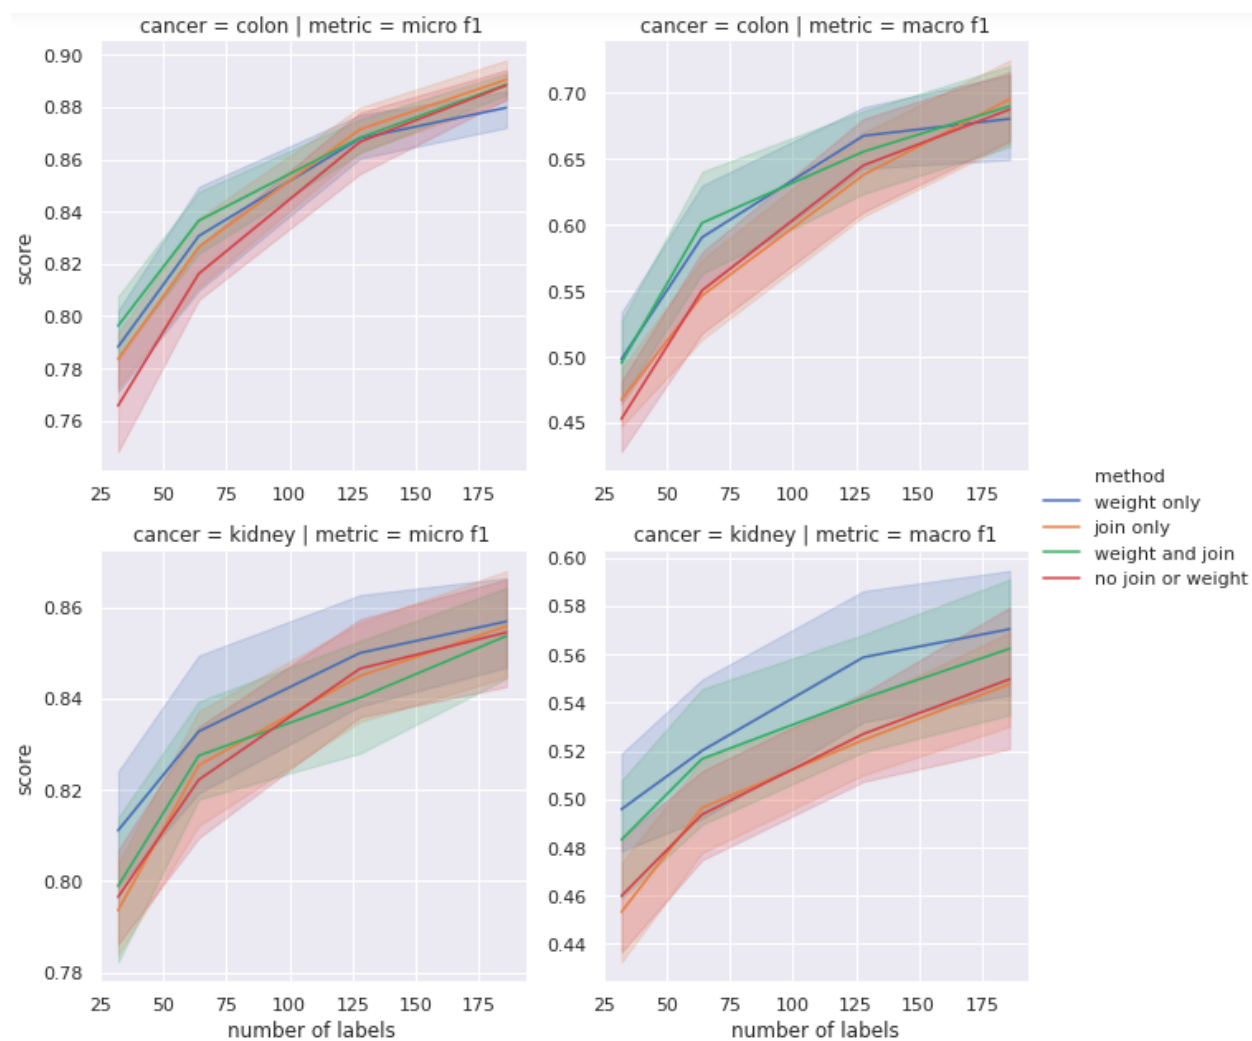 cancer = colon | metric = micro f1
0.90
0.88
0.86
0.84
0.82
0.80
0.78
0.76
score
25 50 75 100 125 150 175
cancer = colon | metric = macro f1
0.70
0.65
0.60
0.55
0.50
0.45
25 50 75 100 125 150 175
method
weight only
join only
weight and join
no join or weight
cancer = kidney | metric = micro f1
0.86
0.84
0.82
0.80
0.78
score
25 50 75 100 125 150 175
number of labels
cancer = kidney | metric = macro f1
0.60
0.58
0.56
0.54
0.52
0.50
0.48
0.46
0.44
25 50 75 100 125 150 175
number of labels